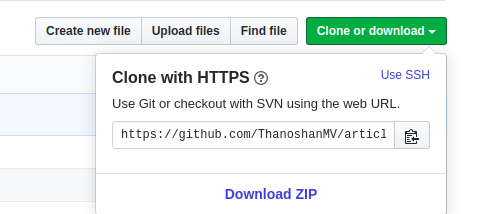 Create new file Upload files Find file Clone or download
Clone with HTTPS ? Use SSH
Use Git or checkout with SVN using the web URL.
https://github.com/ThanoshanMV/articl
Download ZIP